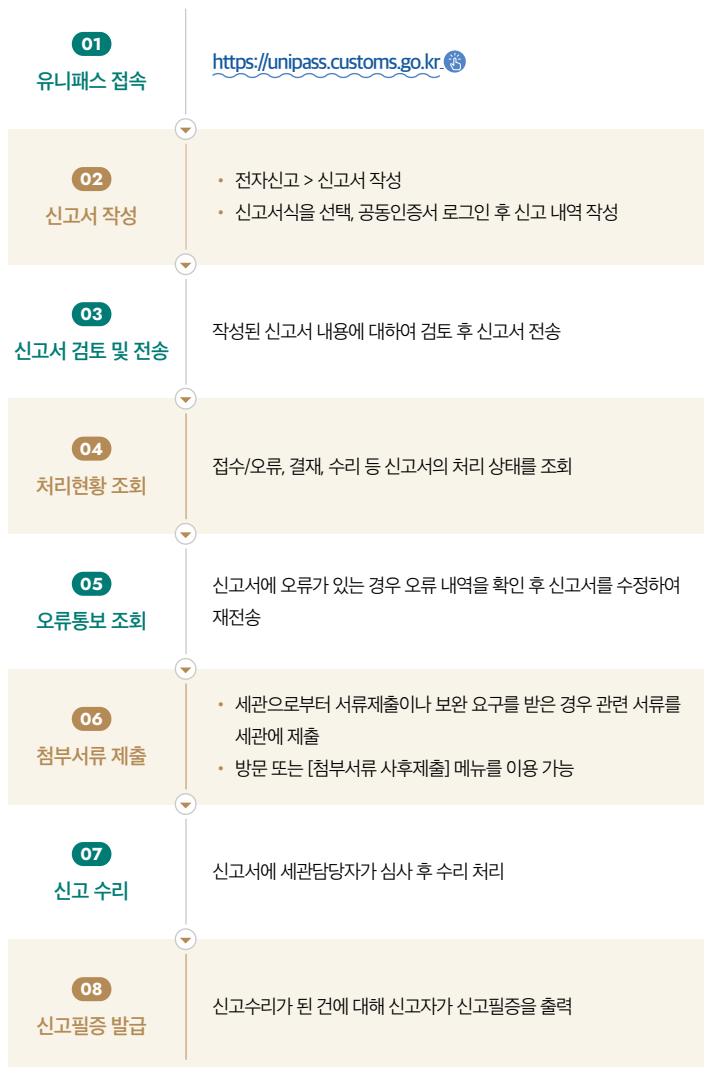 01
유니패스 접속
https://unipass.customs.go.kr
02
신고서 작성
• 전자신고 > 신고서 작성
• 신고서식을 선택, 공동인증서 로그인 후 신고 내역 작성
03
신고서 검토 및 전송
작성된 신고서 내용에 대하여 검토 후 신고서 전송
04
처리현황 조회
접수/오류, 결재, 수리 등 신고서의 처리 상태를 조회
05
오류통보 조회
신고서에 오류가 있는 경우 오류 내역을 확인 후 신고서를 수정하여
재전송
06
첨부서류 제출
• 세관으로부터 서류제출이나 보완 요구를 받은 경우 관련 서류를
세관에 제출
• 방문 또는 [첨부서류 사후제출] 메뉴를 이용 가능
07
신고 수리
신고서에 세관담당자가 심사 후 수리 처리
08
신고필증 발급
신고수리가 된 건에 대해 신고자가 신고필증을 출력